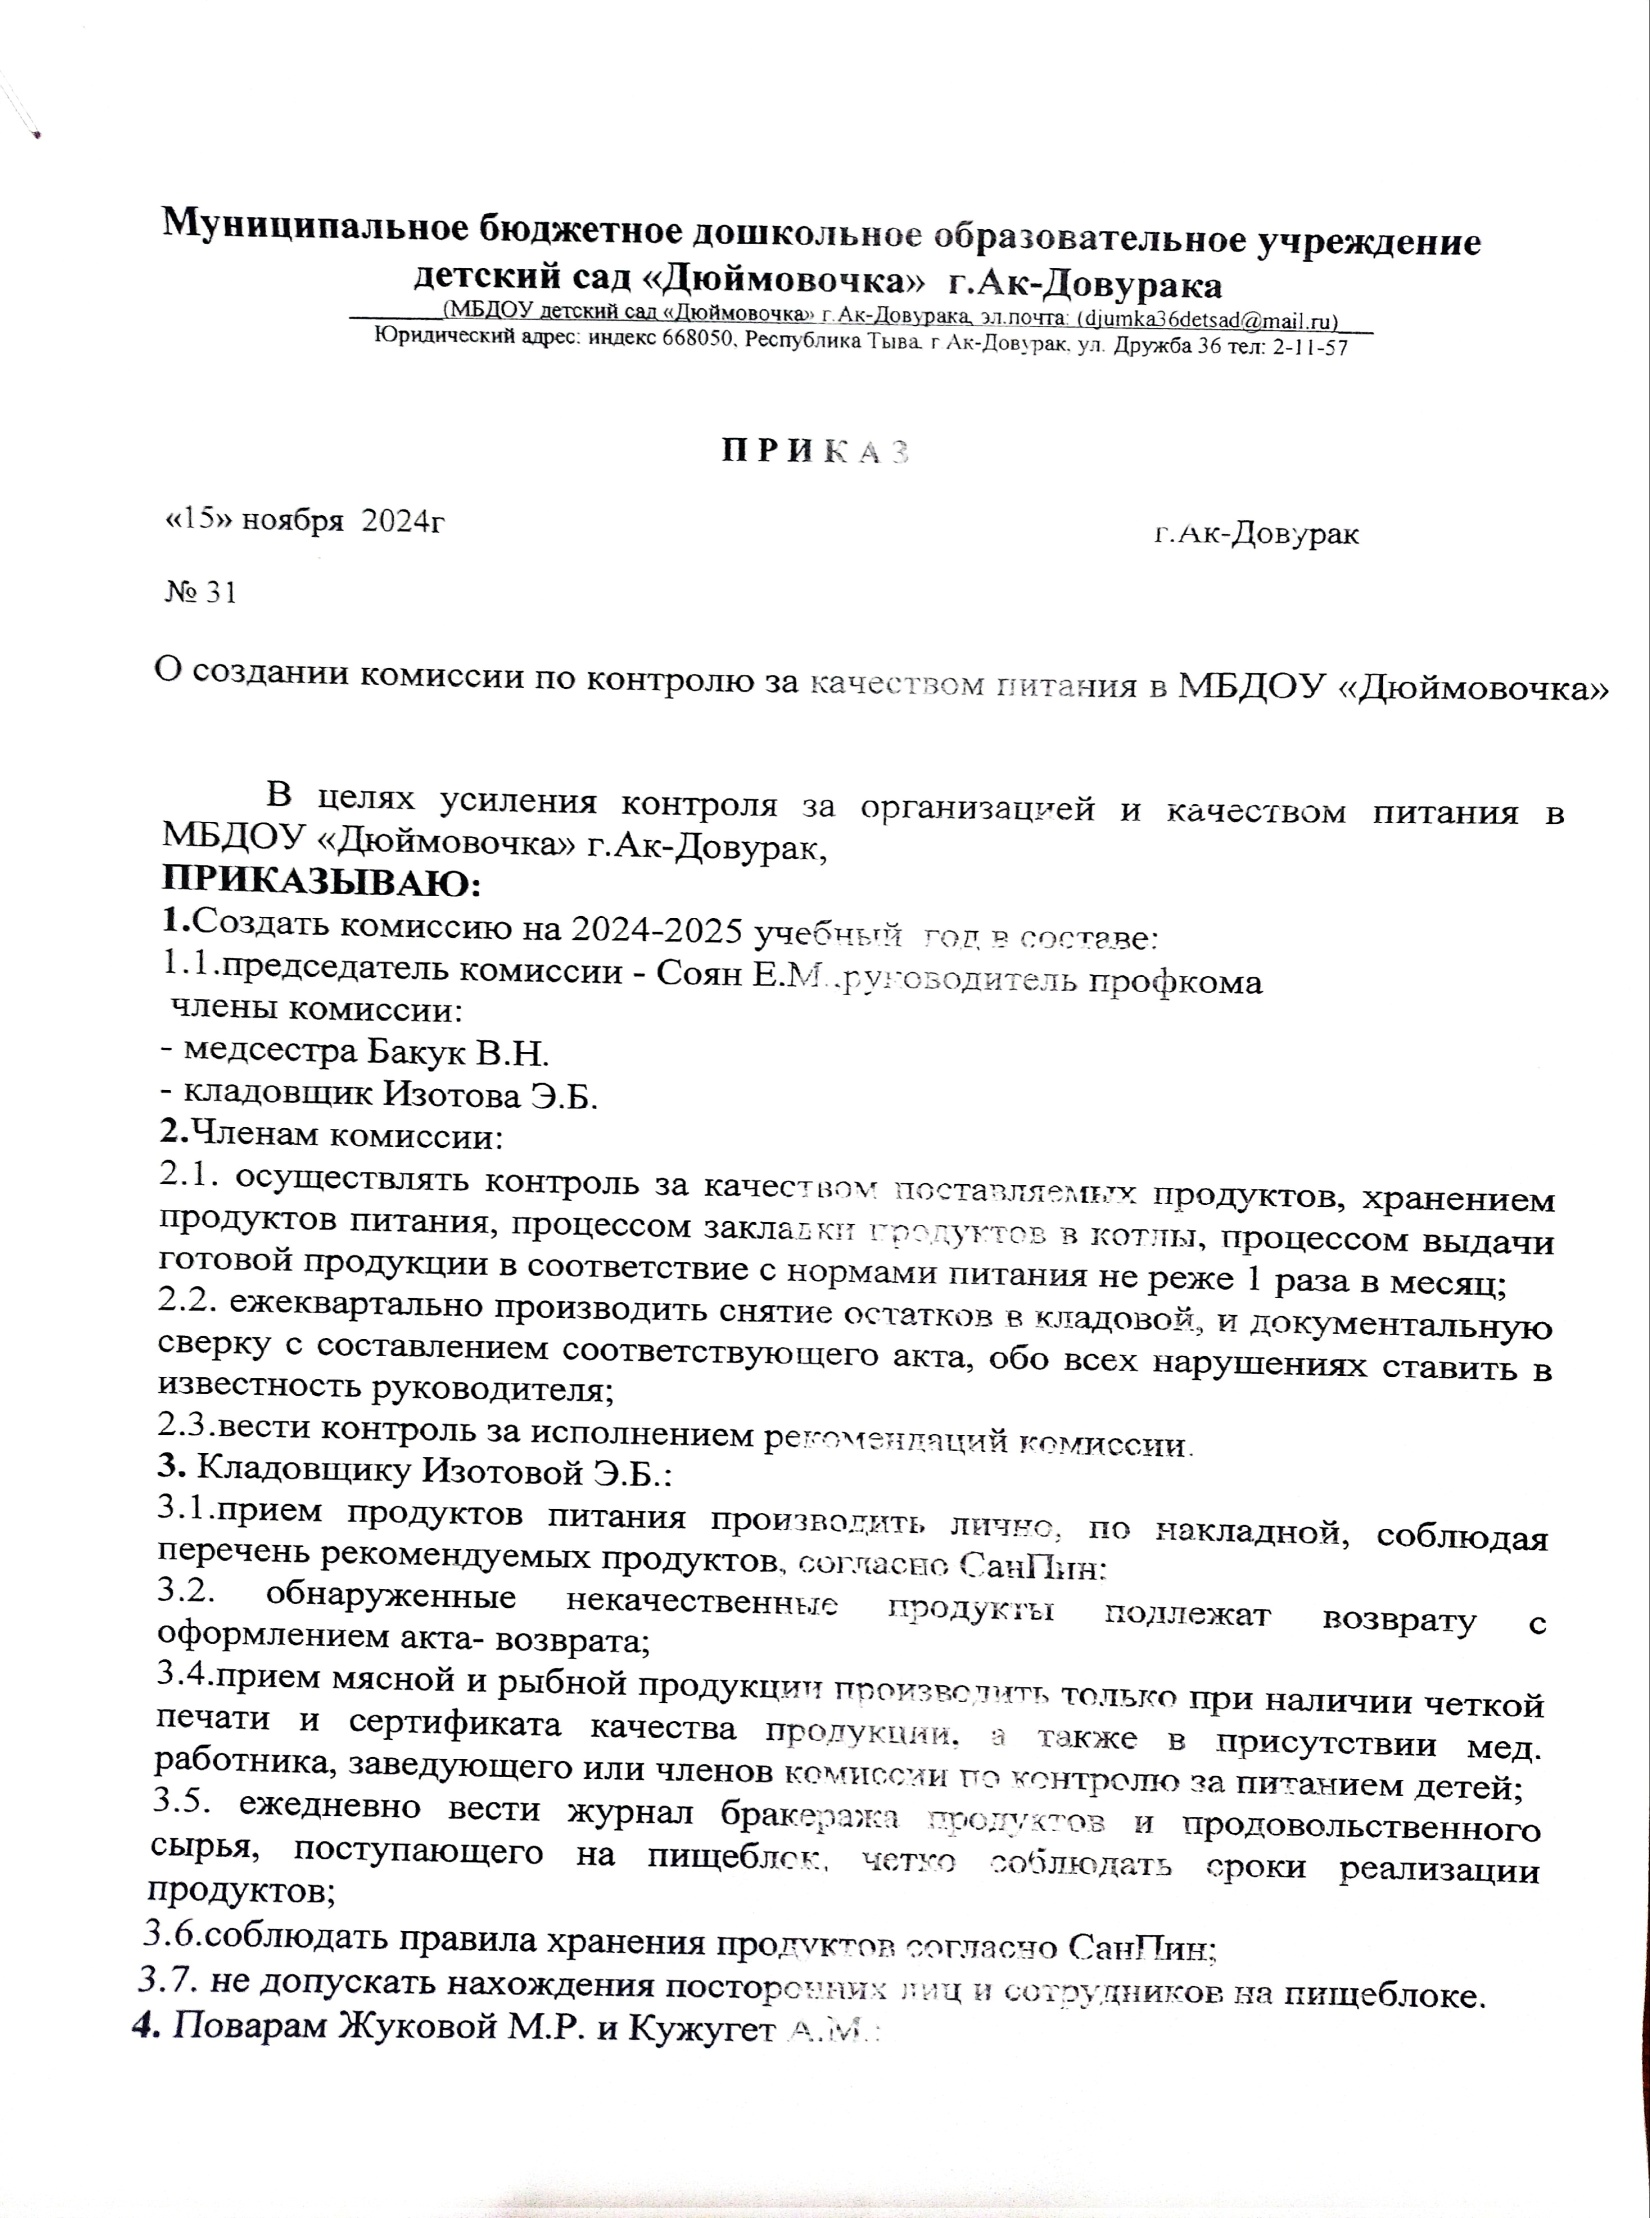 Муниципальное бюджетное дошкольное образовательное учреждение
детский сад «Дюймовочка» г.Ак-Довурака
(МБДОУ детский сад «Дюймовочка» г.Ак-Довурака, эл.почта: (djumka36detsad@mail.ru)
Юридический адрес: индекс 668050, Республика Тыва. г.Ак-Довурак, ул. Дружба 36 тел: 2-11-57
П Р И К А З
«15» ноября 2024г г.Ак-Довурак
№ 31
О создании комиссии по контролю за качеством питания в МБДОУ «Дюймовочка»
В целях усиления контроля за организацией и качеством питания в
МБДОУ «Дюймовочка» г.Ак-Довурак,
ПРИКАЗЫВАЮ:
1.Создать комиссию на 2024-2025 учебный год в составе:
1.1.председатель комиссии - Соян Е.М.,руководитель профкома
члены комиссии:
- медсестра Бакук В.Н.
- кладовщик Изотова Э.Б.
2.Членам комиссии:
2.1. осуществлять контроль за качеством поставляемых продуктов, хранением
продуктов питания, процессом закладки продуктов в котлы, процессом выдачи
готовой продукции в соответствие с нормами питания не реже 1 раза в месяц;
2.2. ежеквартально производить снятие остатков в кладовой, и документальную
сверку с составлением соответствующего акта, обо всех нарушениях ставить в
известность руководителя;
2.3.вести контроль за исполнением рекомендаций комиссии.
3. Кладовщику Изотовой Э.Б.:
3.1.прием продуктов питания производить лично, по накладной, соблюдая
перечень рекомендуемых продуктов, согласно СанПин:
3.2. обнаруженные некачественные продукты подлежат возврату с
оформлением акта- возврата;
3.4.прием мясной и рыбной продукции производить только при наличии четкой
печати и сертификата качества продукции, а также в присутствии мед.
работника, заведующего или членов комиссии по контролю за питанием детей;
3.5. ежедневно вести журнал бракеража продуктов и продовольственного
сырья, поступающего на пищеблок, четко соблюдать сроки реализации
продуктов;
3.6.соблюдать правила хранения продуктов согласно СанПин;
3.7. не допускать нахождения посторонних лиц и сотрудников на пищеблоке.
4. Поварам Жуковой М.Р. и Кужугет А.М.: